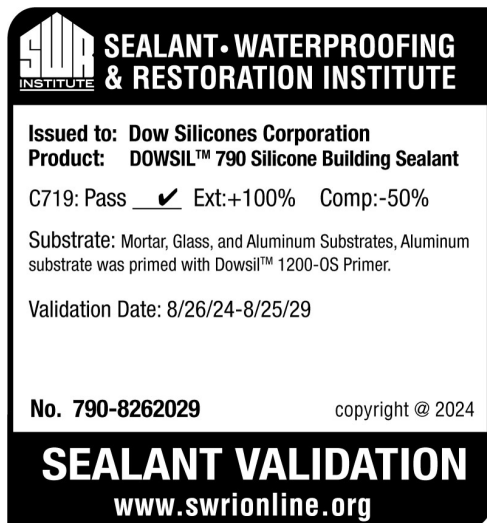 SWR
INSTITUTE
SEALANT • WATERPROOFING
& RESTORATION INSTITUTE
Issued to: Dow Silicones Corporation
Product: DOWSIL™ 790 Silicone Building Sealant
C719: Pass ✔ Ext:+100% Comp:-50%
Substrate: Mortar, Glass, and Aluminum Substrates, Aluminum
substrate was primed with Dowsil™ 1200-OS Primer.
Validation Date: 8/26/24-8/25/29
No. 790-8262029 copyright @ 2024
SEALANT VALIDATION
www.swrionline.org